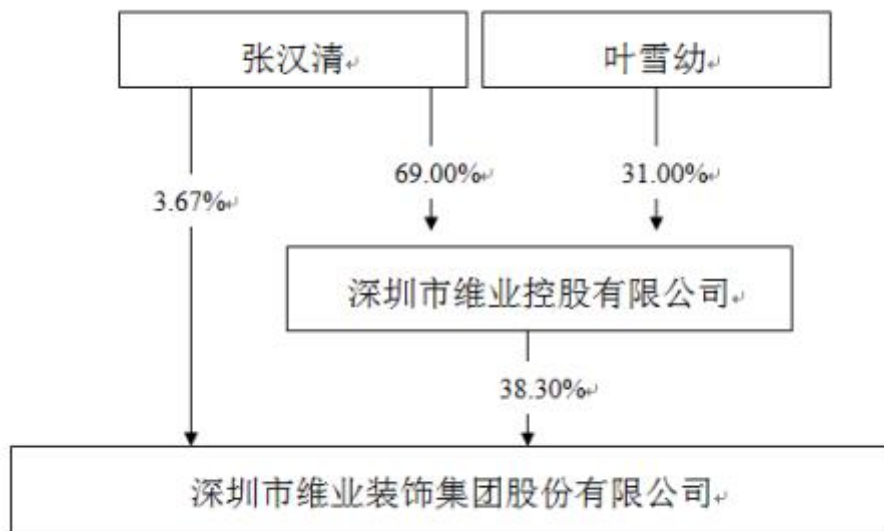 张汉清
叶雪幼
69.00%
31.00%
3.67%
深圳市维业控股有限公司
38.30%
深圳市维业装饰集团股份有限公司